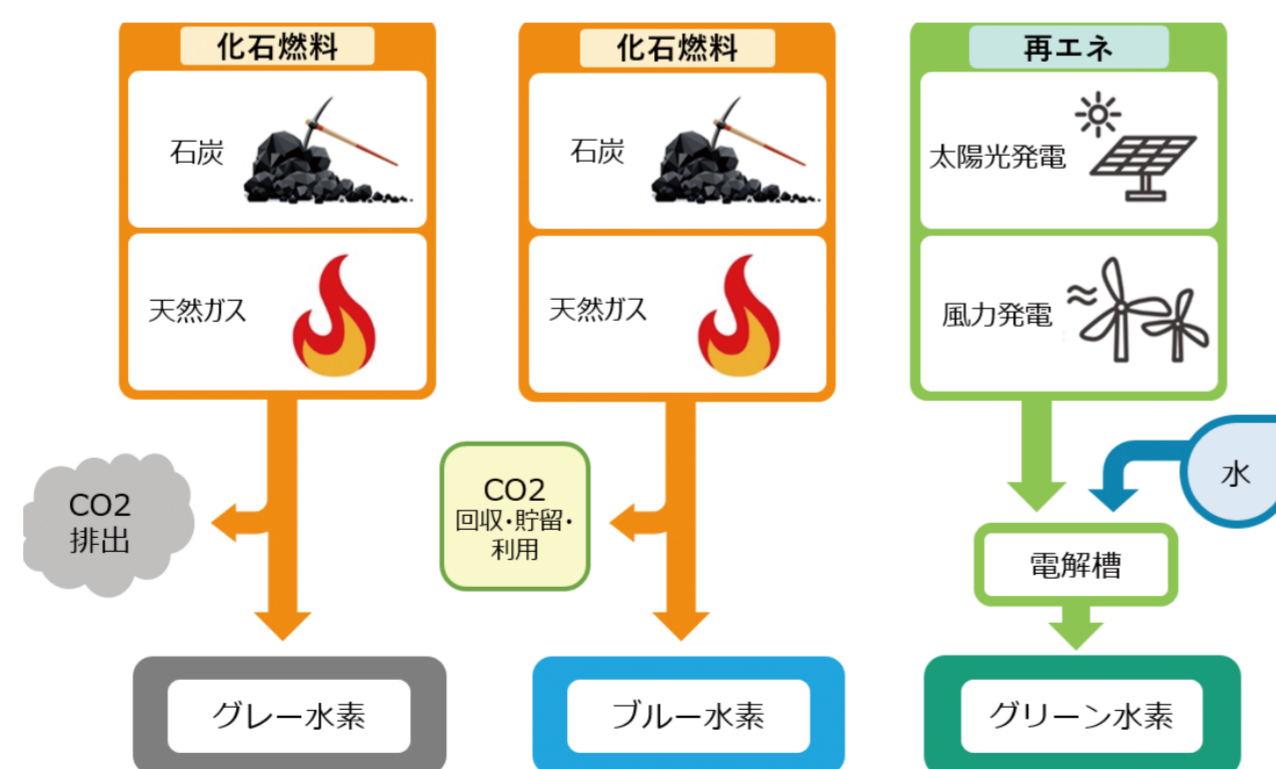 化石燃料
石炭
天然ガス
CO2
排出
グレー水素
化石燃料
石炭
天然ガス
CO2
回収・貯留・
利用
ブルー水素
再エネ
太陽光発電
風力発電
水
電解槽
グリーン水素